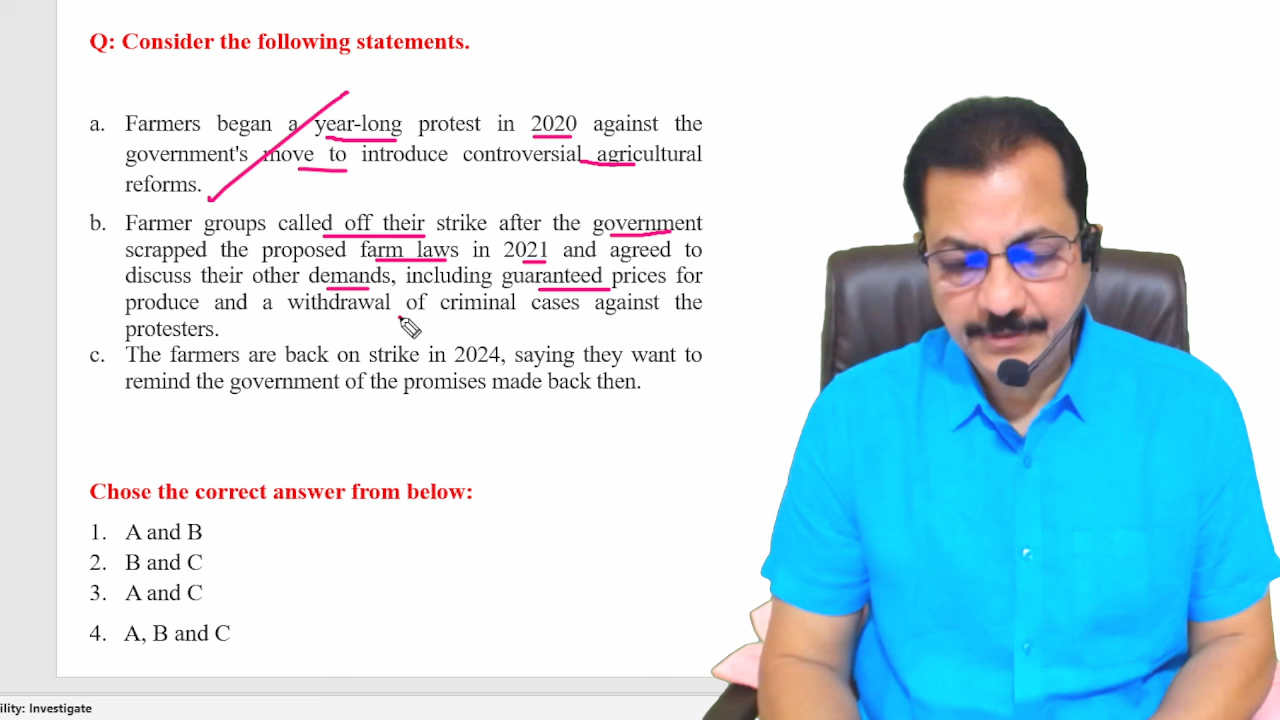 Q: Consider the following statements.
a. Farmers began a year-long protest in 2020 against the
government's move to introduce controversial agricultural
reforms.
b. Farmer groups called off their strike after the government
scrapped the proposed farm laws in 2021 and agreed to
discuss their other demands, including guaranteed prices for
produce and a withdrawal of criminal cases against the
protesters.
c. The farmers are back on strike in 2024, saying they want to
remind the government of the promises made back then.
Chose the correct answer from below:
1. A and B
2. B and C
3. A and C
4. A, B and C
ility: Investigate